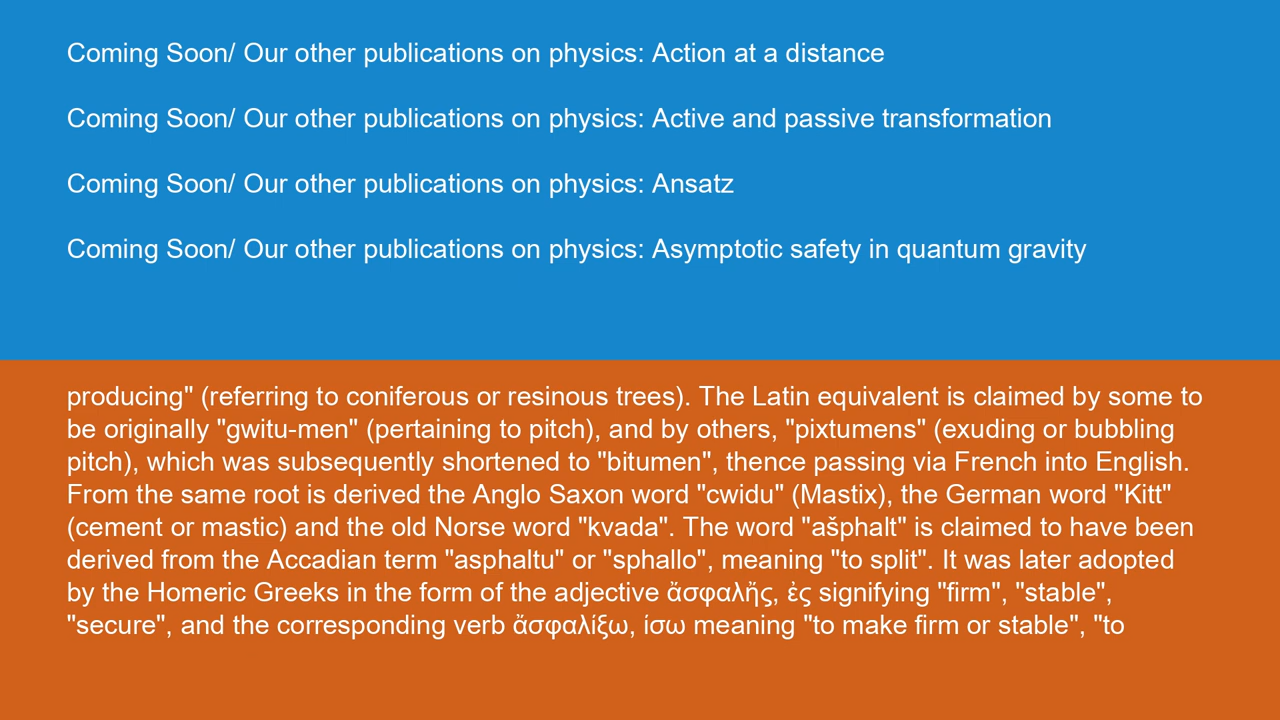 Coming Soon/ Our other publications on physics: Action at a distance
Coming Soon/ Our other publications on physics: Active and passive transformation
Coming Soon/ Our other publications on physics: Ansatz
Coming Soon/ Our other publications on physics: Asymptotic safety in quantum gravity
producing" (referring to coniferous or resinous trees). The Latin equivalent is claimed by some to
be originally "gwitu-men" (pertaining to pitch), and by others, "pixtumens" (exuding or bubbling
pitch), which was subsequently shortened to "bitumen", thence passing via French into English.
From the same root is derived the Anglo Saxon word "cwidu" (Mastix), the German word "Kitt"
(cement or mastic) and the old Norse word "kvada". The word "ašphalt" is claimed to have been
derived from the Accadian term "asphaltu" or "sphallo", meaning "to split". It was later adopted
by the Homeric Greeks in the form of the adjective ἄσφαλἤς, ἐς signifying "firm", "stable",
"secure", and the corresponding verb ἄσφαλίξω, ίσω meaning "to make firm or stable", "to